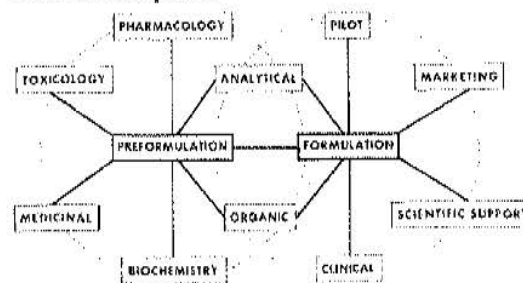 PHARMACOLOGY
PILOT
TOXICOLOGY
ANALYTICAL
MARKETING
PREFORMULATION
FORMULATION
MEDICINAL
ORGANIC
SCIENTIFIC SUPPORT
BIOCHEMISTRY
CLINICAL